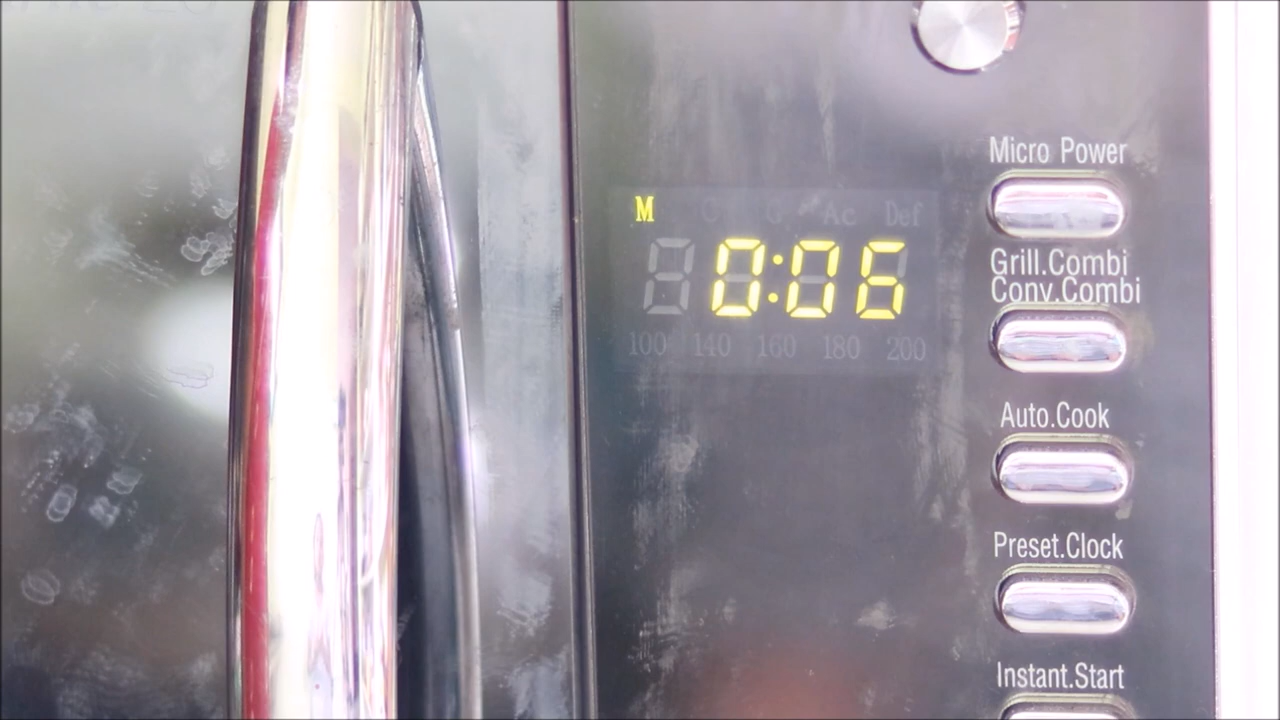 Micro Power
M C G Ac Def
0:06
Grill.Combi
Conv.Combi
100 140 160 180 200
Auto.Cook
Preset.Clock
Instant.Start